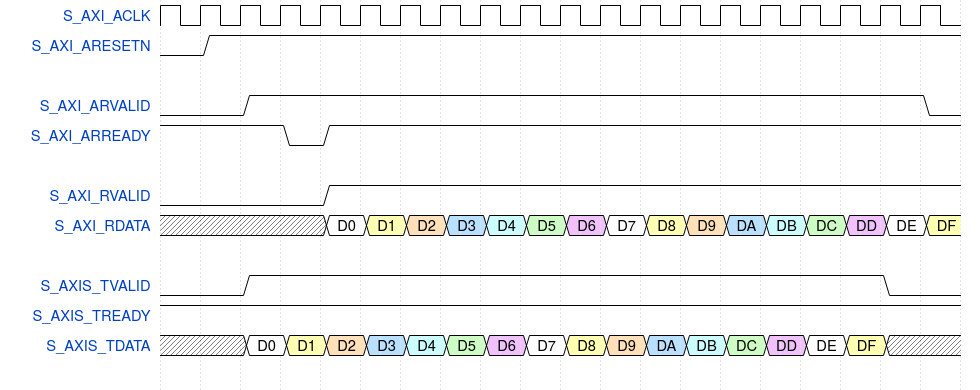 S_AXI_ACLK
S_AXI_ARESETN
S_AXI_ARVALID
S_AXI_ARREADY
S_AXI_RVALID
S_AXI_RDATA D0 D1 D2 D3 D4 D5 D6 D7 D8 D9 DA DB DC DD DE DF
S_AXIS_TVALID
S_AXIS_TREADY
S_AXIS_TDATA D0 D1 D2 D3 D4 D5 D6 D7 D8 D9 DA DB DC DD DE DF